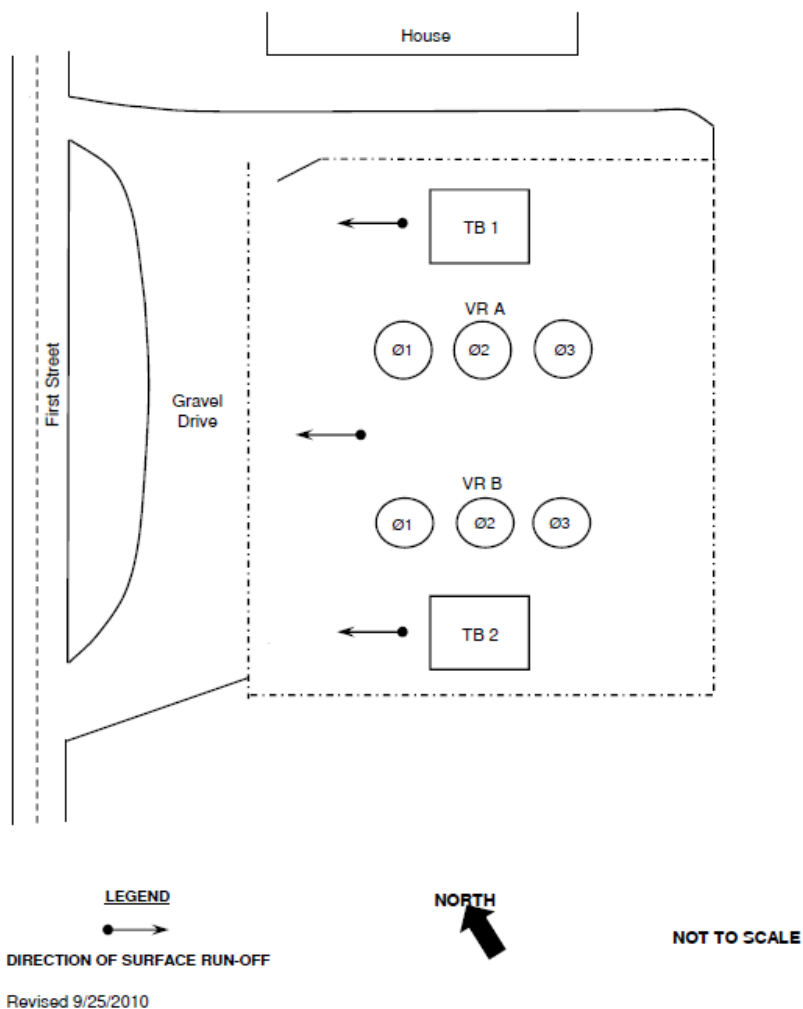 House
TB 1
VR A
Ø1
Ø2
Ø3
First Street
Gravel
Drive
VR B
Ø1
Ø2
Ø3
TB 2
LEGEND
NORTH
NOT TO SCALE
DIRECTION OF SURFACE RUN-OFF
Revised 9/25/2010